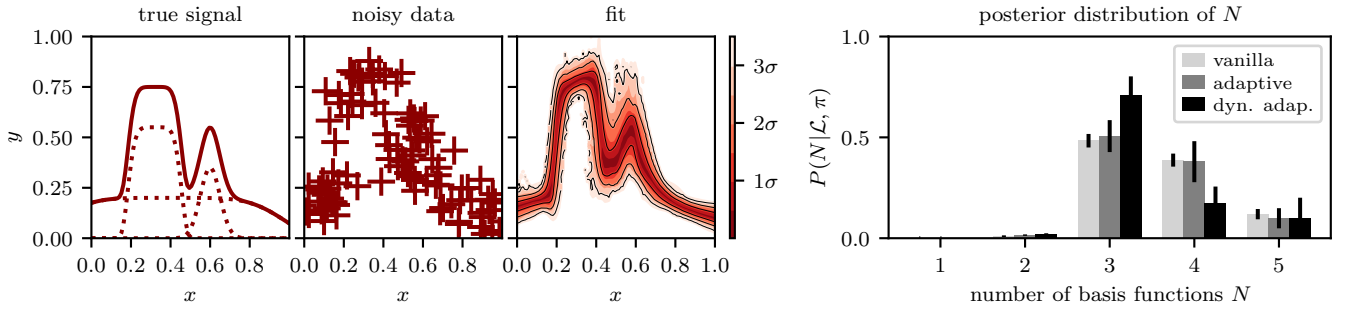 true signal
noisy data
fit
posterior distribution of N
1.00
0.75
0.50
0.25
0.00
y
0.0 0.2 0.4 0.6 0.8
x
0.0 0.2 0.4 0.6 0.8
x
0.0 0.2 0.4 0.6 0.8 1.0
x
3σ
2σ
1σ
P(N|ℒ, π)
1.0
0.5
0.0
vanilla
adaptive
dyn. adap.
1 2 3 4 5
number of basis functions N